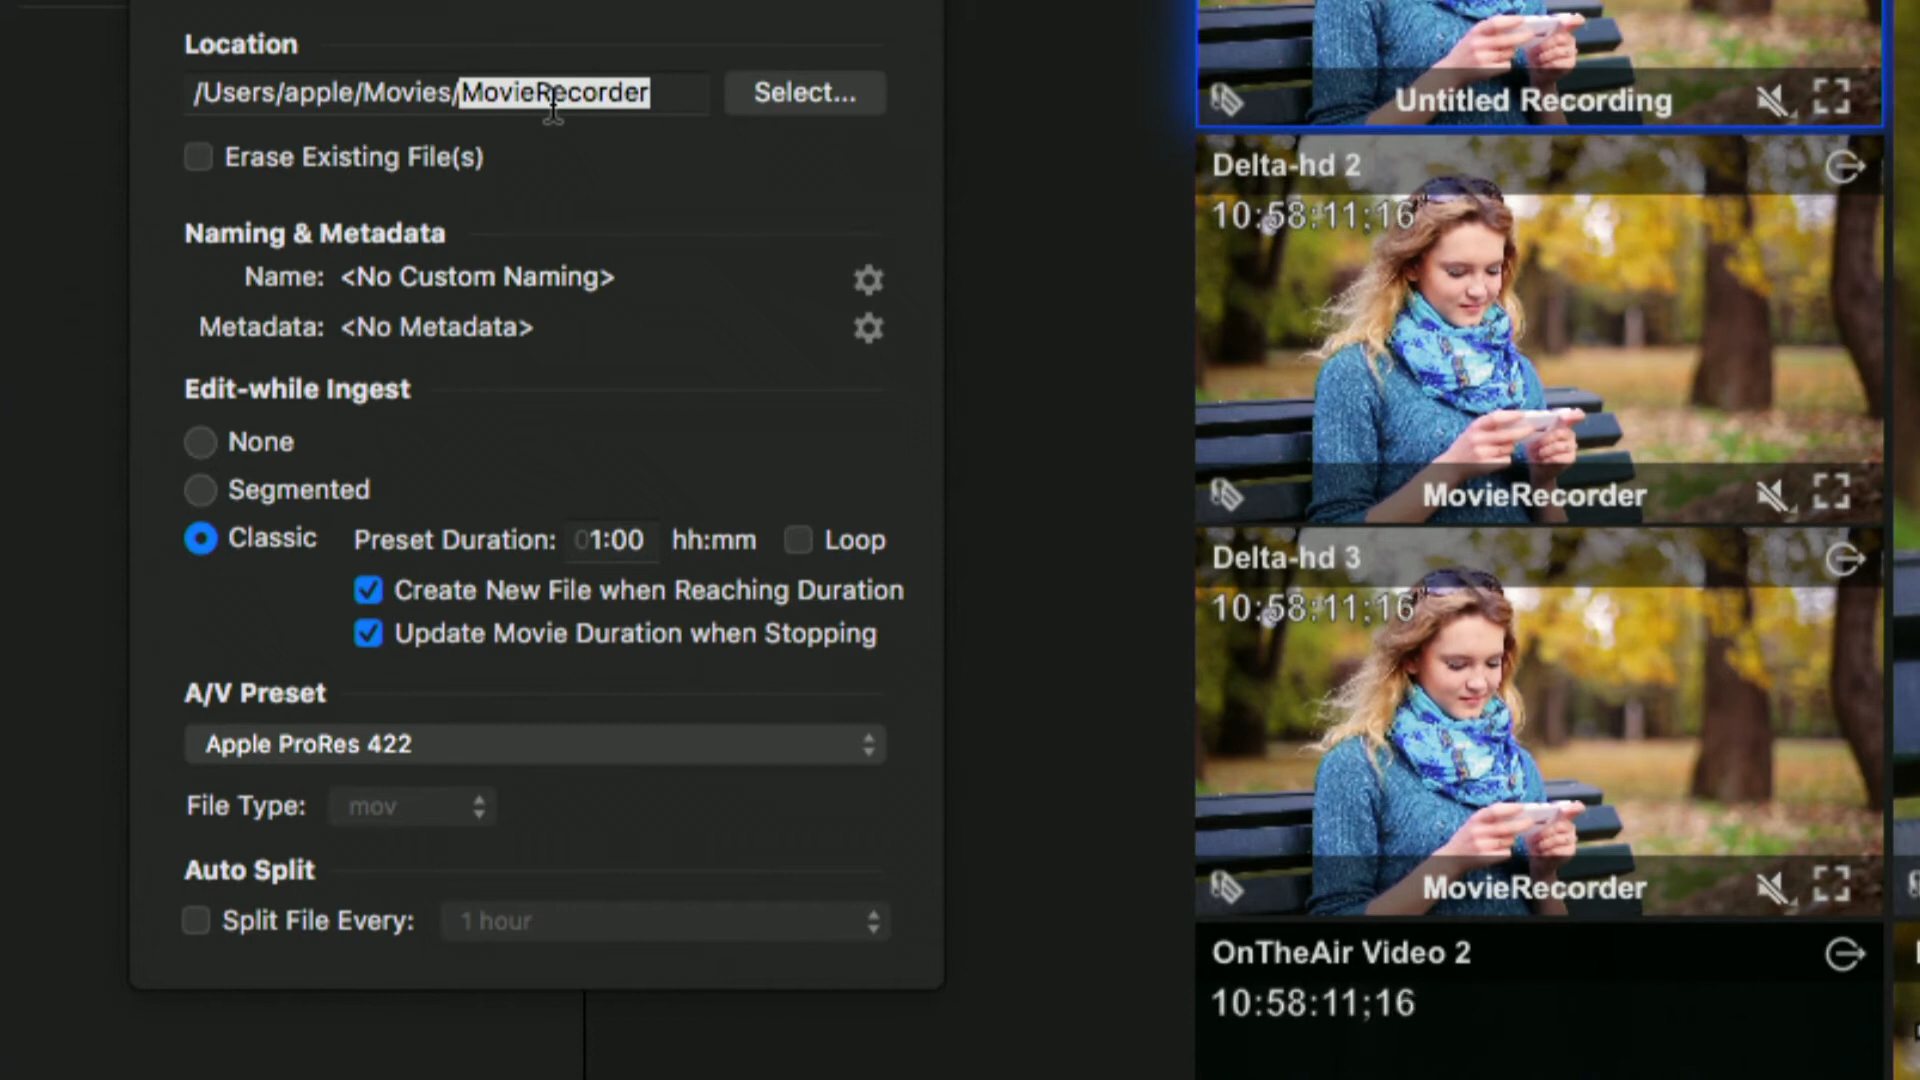 Location
/Users/apple/Movies/MovieRecorder
Select...
Erase Existing File(s)
Naming & Metadata
Name: <No Custom Naming>
Metadata: <No Metadata>
Edit-while Ingest
None
Segmented
Classic Preset Duration: 01:00 hh:mm Loop
Create New File when Reaching Duration
Update Movie Duration when Stopping
A/V Preset
Apple ProRes 422
File Type: mov
Auto Split
Split File Every: 1 hour
Untitled Recording
Delta-hd 2
10:58:11;16
MovieRecorder
Delta-hd 3
10:58:11;16
MovieRecorder
OnTheAir Video 2
10:58:11;16